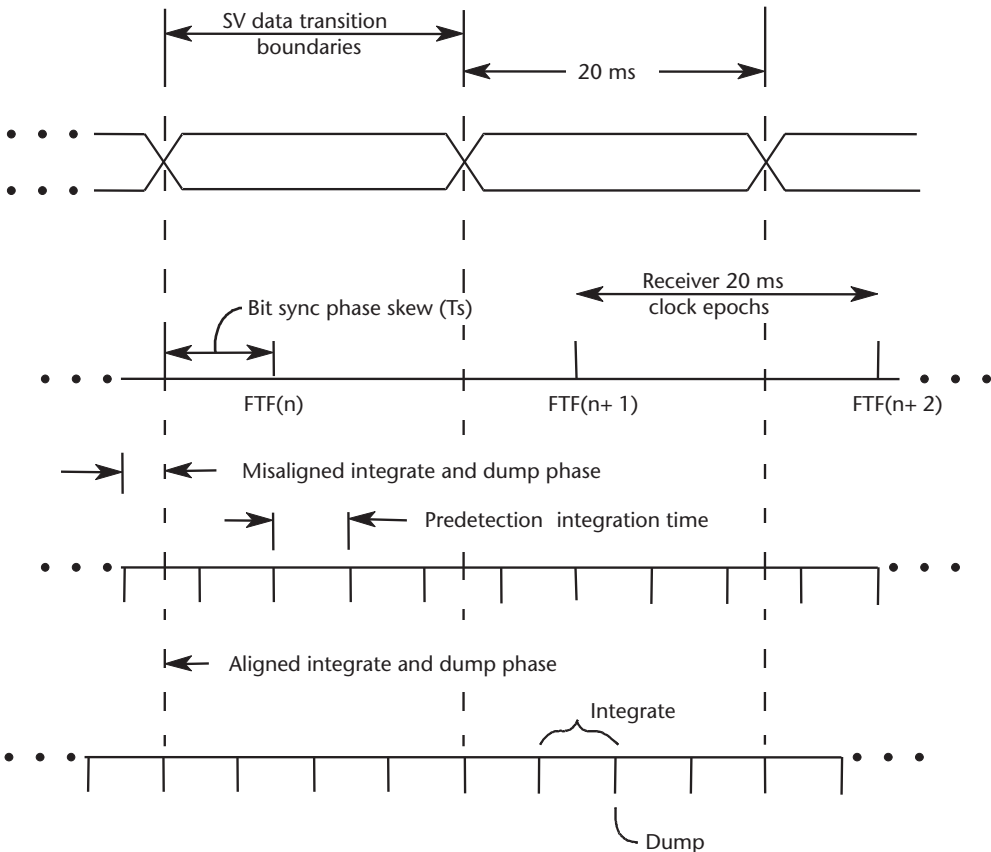 SV data transition
boundaries
20 ms
Receiver 20 ms
clock epochs
Bit sync phase skew (Ts)
FTF(n)
FTF(n+ 1)
FTF(n+ 2)
Misaligned integrate and dump phase
Predetection integration time
Aligned integrate and dump phase
Integrate
Dump